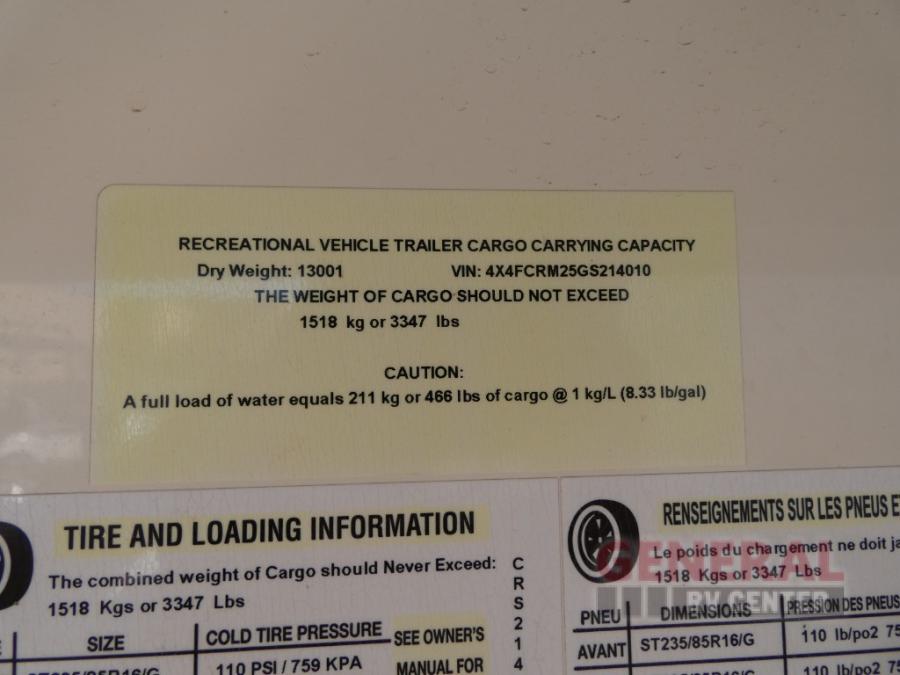 RECREATIONAL VEHICLE TRAILER CARGO CARRYING CAPACITY
Dry Weight: 13001 VIN: 4X4FCRM25GS214010
THE WEIGHT OF CARGO SHOULD NOT EXCEED
1518 kg or 3347 lbs
CAUTION:
A full load of water equals 211 kg or 466 lbs of cargo @ 1 kg/L (8.33 lb/gal)
TIRE AND LOADING INFORMATION
The combined weight of Cargo should Never Exceed:
1518 Kgs or 3347 Lbs
SIZE COLD TIRE PRESSURE SEE OWNER'S
ST235/85R16/G 110 PSI / 759 KPA MANUAL FOR
C
R
S
2
1
4
RENSEIGNEMENTS SUR LES PNEUS
Le poids du chargement ne doit
1518 Kgs or 3347 Lbs
PNEU DIMENSIONS PRESSION DES PNEUS
AVANT ST235/85R16/G 110 lb/po2
110 lb/po2
GENERAL
RV CENTER